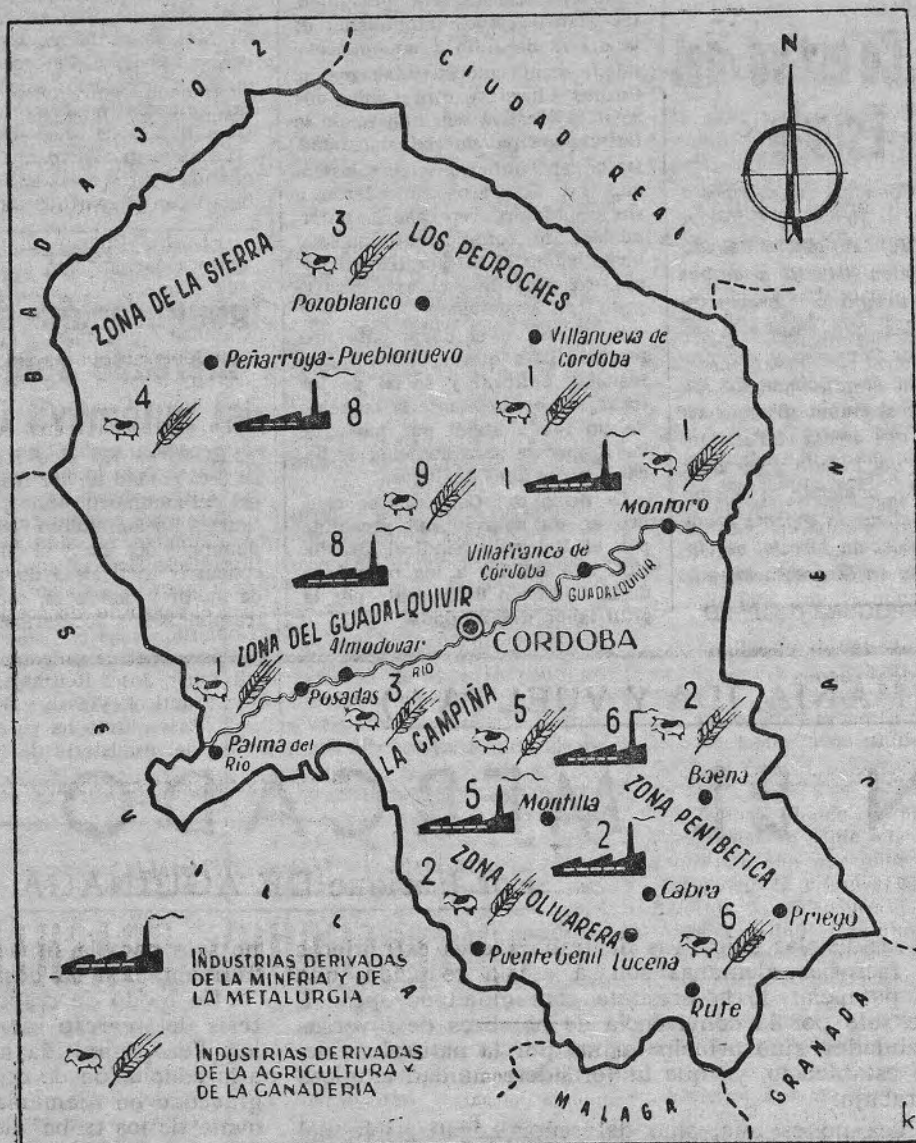 CIUDAD REAL
N
BADAJOZ
3
LOS PEDROCHES
ZONA DE LA SIERRA
Pozoblanco
Villanueva de
Cordoba
Peñarroya-Pueblonuevo
4
8
1
1
9
1
Montoro
8
Villafranca de
Córdoba
GUADALQUIVIR
JAEN
ZONA DEL GUADALQUIVIR
CORDOBA
Almodovar
RIO
1
Posadas
3
LA CAMPIÑA
5
6
2
Palma del
Rio
Baena
5
Montilla
ZONA PENIBETICA
2
2
ZONA OLIVARERA
Cabra
6
Priego
Puente Genil
Lucena
Rute
SEVILLA
INDUSTRIAS DERIVADAS
DE LA MINERIA Y DE
LA METALURGIA
INDUSTRIAS DERIVADAS
DE LA AGRICULTURA Y
DE LA GANADERIA
MALAGA
GRANADA
k